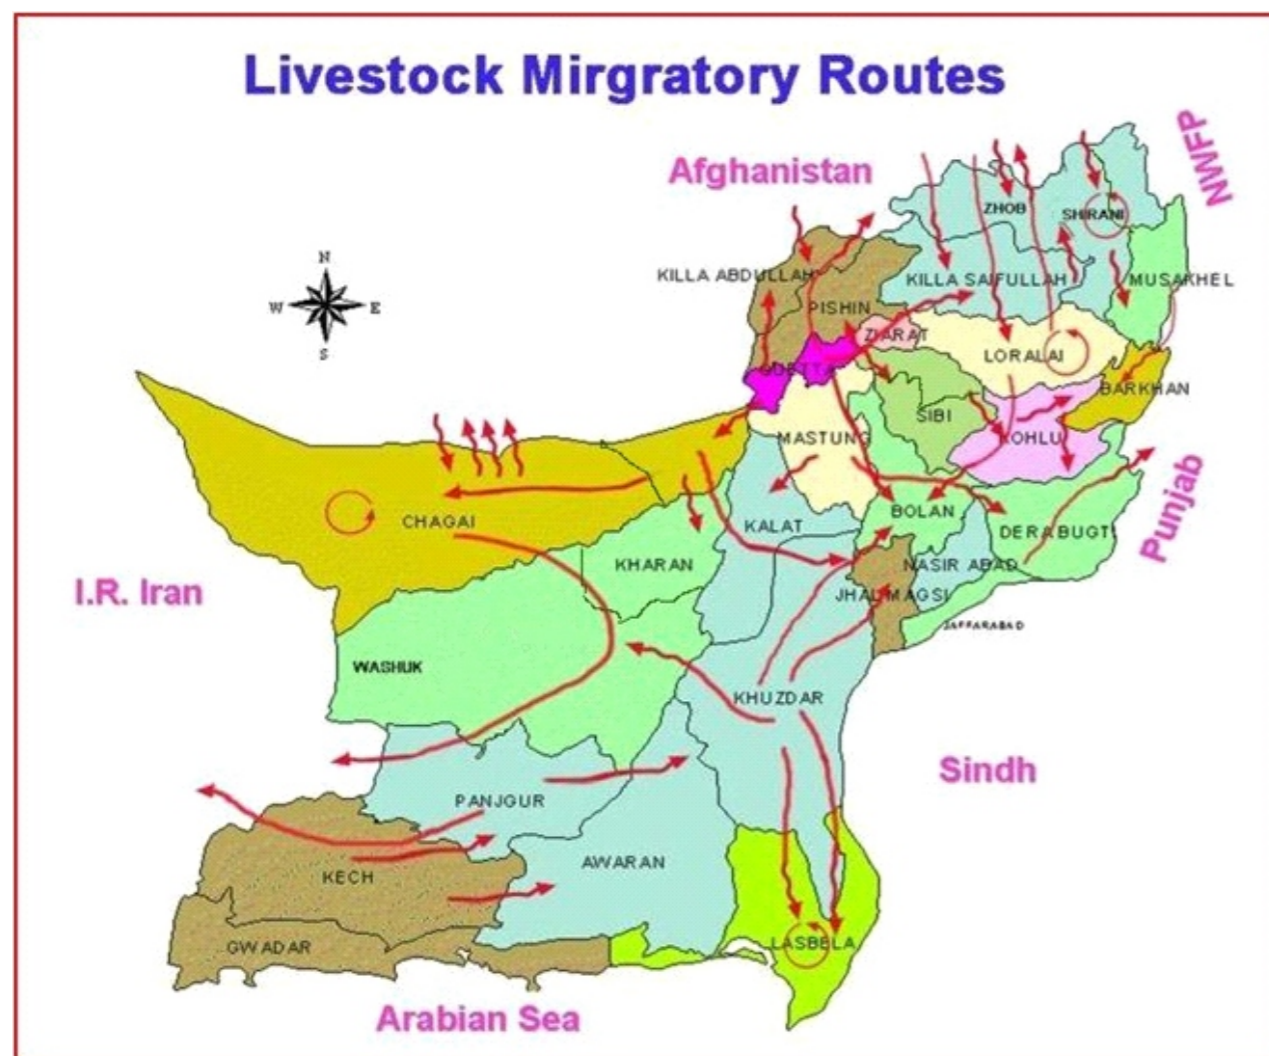 Livestock Mirgratory Routes
NWFP
Afghanistan
ZHOB
SHIRANI
KILLA ABDULLAH
KILLA SAIFULLAH
MUSAKHEL
N
W
E
S
PISHIN
ZIARAT
LORALAI
QUETTA
BARKHAN
SIBI
MASTUNG
KOHLU
Punjab
CHAGAI
KALAT
BOLAN
DERABUGTI
KHARAN
NASIR ABAD
I.R. Iran
JHALMAGSI
JAFFARABAD
WASHUK
KHUZDAR
Sindh
PANJGUR
AWARAN
KECH
GWADAR
LASBELA
Arabian Sea